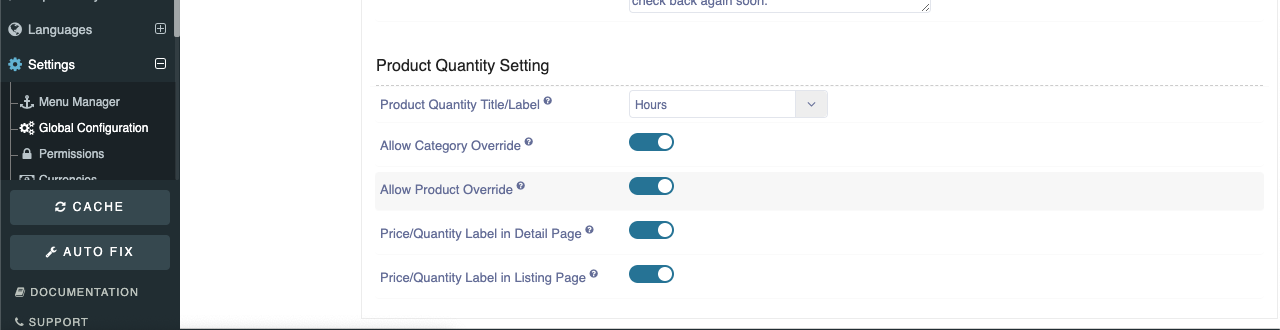 check back again soon.
Languages
Settings
Menu Manager
Global Configuration
Permissions
Currencies
CACHE
AUTO FIX
DOCUMENTATION
SUPPORT
Product Quantity Setting
Product Quantity Title/Label
Hours
Allow Category Override
Allow Product Override
Price/Quantity Label in Detail Page
Price/Quantity Label in Listing Page